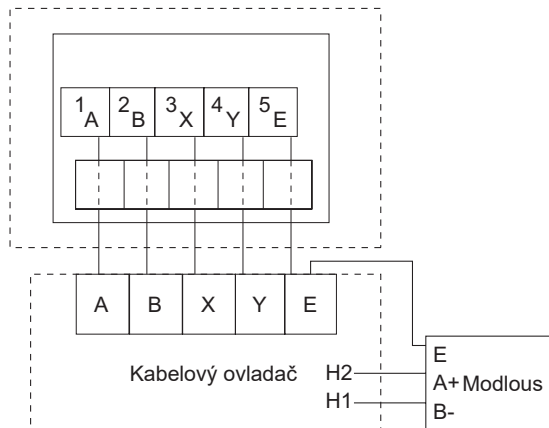 1A 2B 3X 4Y 5E
A B X Y E
Kabelový ovladač
H2
H1
E
A+ Modlous
B-